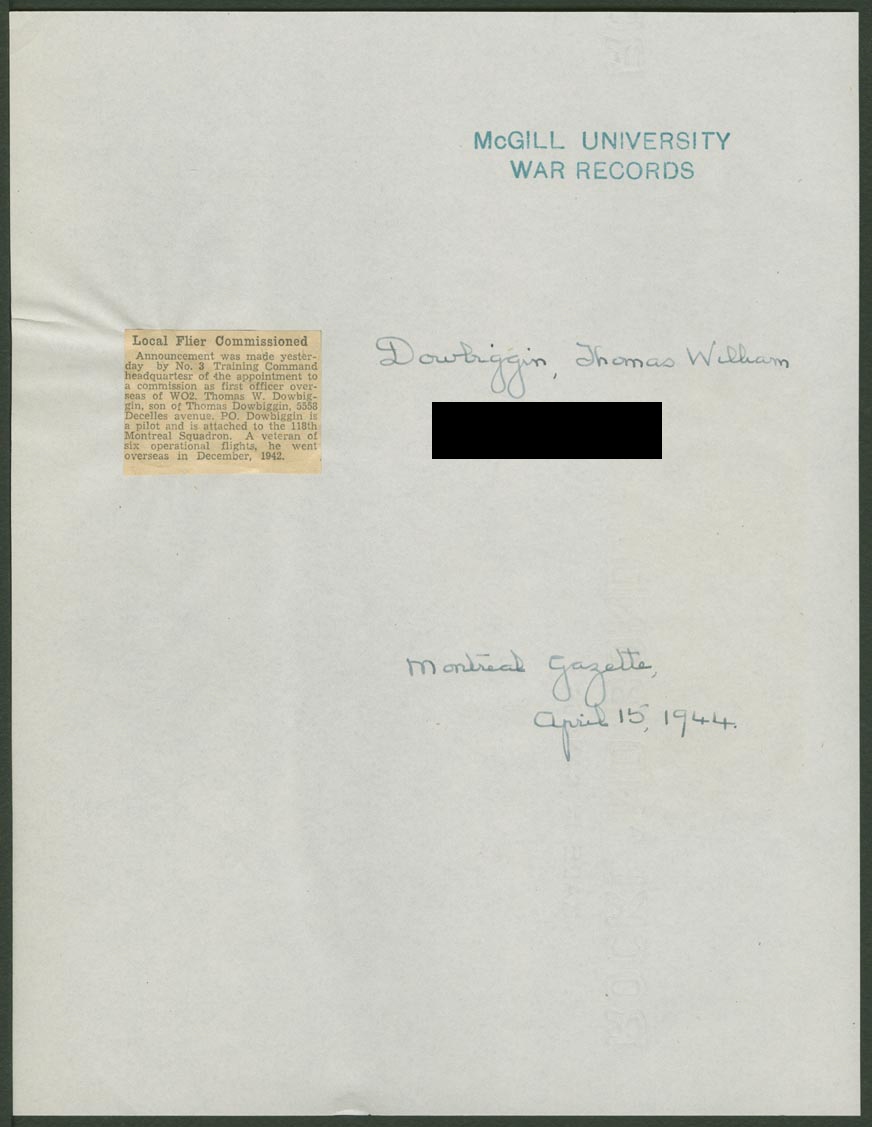 McGILL UNIVERSITY
WAR RECORDS
Local Flier Commissioned
Announcement was made yester-
day by No. 3 Training Command
headquartesr of the appointment to
a commission as first officer over-
seas of WO2. Thomas W. Dowbig-
gin, son of Thomas Dowbiggin, 5558
Decelles avenue. PO. Dowbiggin is
a pilot and is attached to the 118th
Montreal Squadron. A veteran of
six operational flights, he went
overseas in December, 1942.
Dowbiggin, Thomas William
Montreal Gazette,
April 15, 1944.